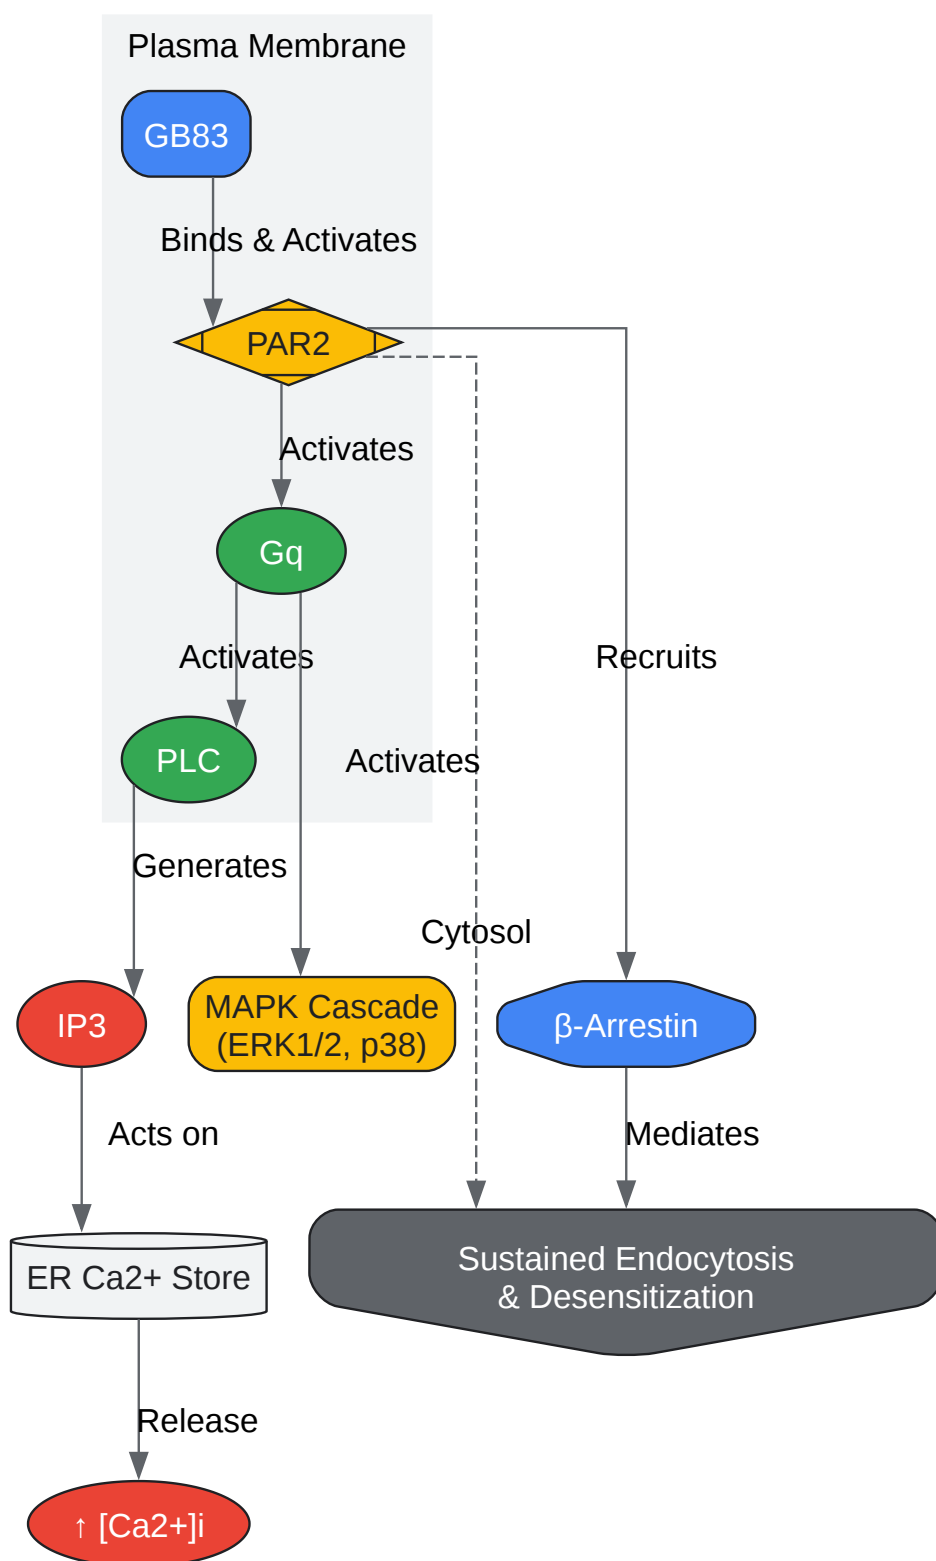 Plasma Membrane
GB83
Binds & Activates
PAR2
Activates
Gq
Activates
Recruits
PLC
Activates
Generates
Cytosol
IP3
MAPK Cascade
(ERK1/2, p38)
β-Arrestin
Acts on
Mediates
ER Ca2+ Store
Sustained Endocytosis
& Desensitization
Release
↑ [Ca2+]i